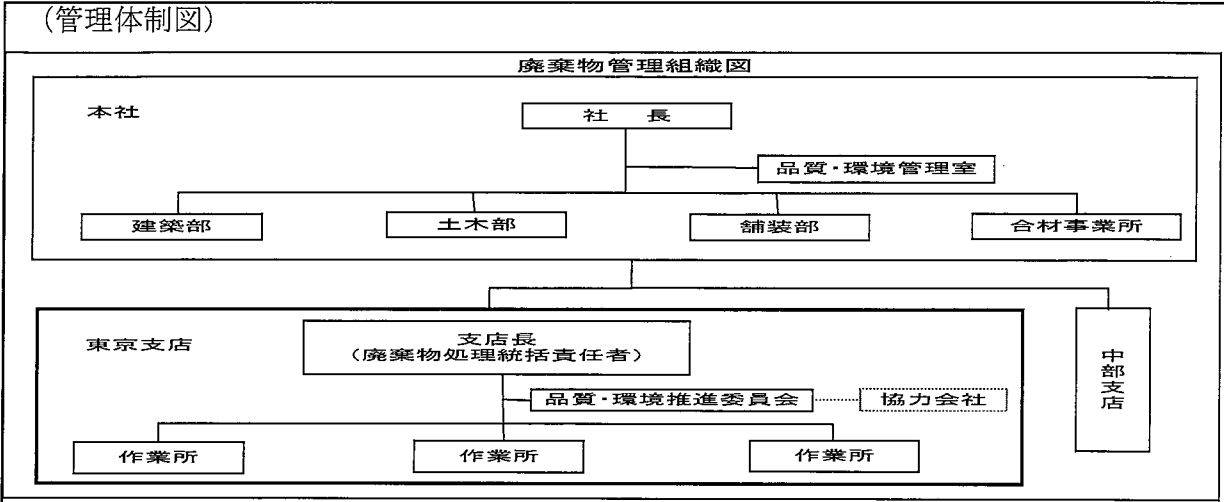 （管理体制図）
廃棄物管理組織図
本社
社　長
品質・環境管理室
建築部
土木部
舗装部
合材事業所
東京支店
支店長
（廃棄物処理統括責任者）
中部支店
品質・環境推進委員会
協力会社
作業所
作業所
作業所